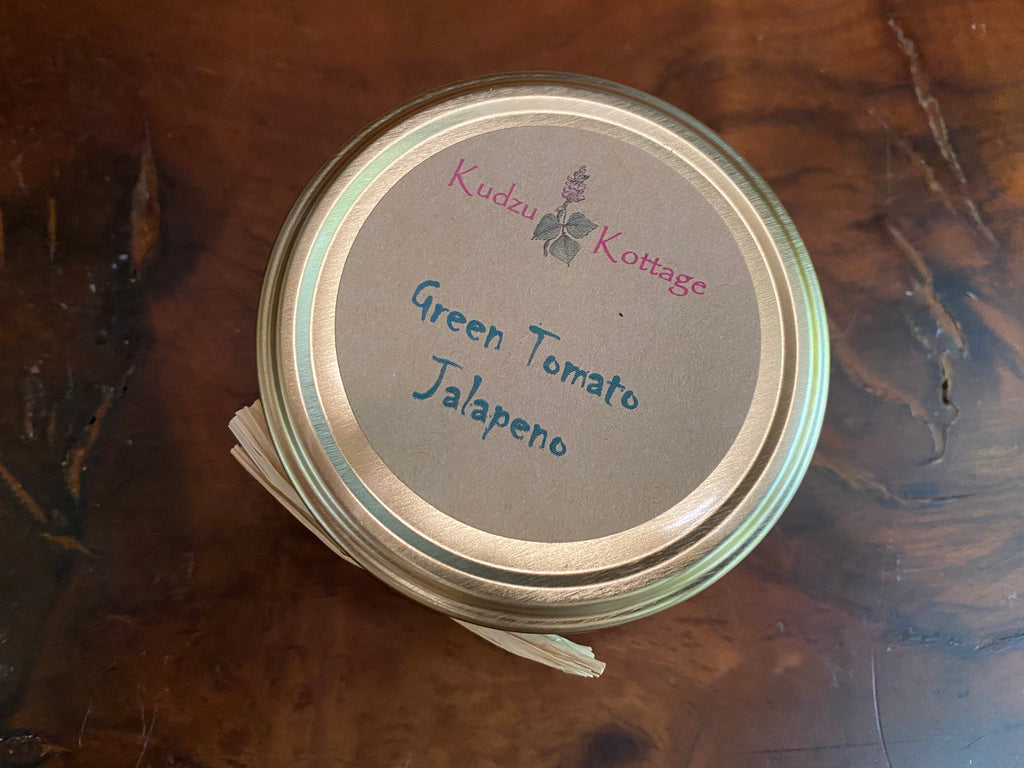 Kudzu Kottage
Green Tomato
Jalapeno